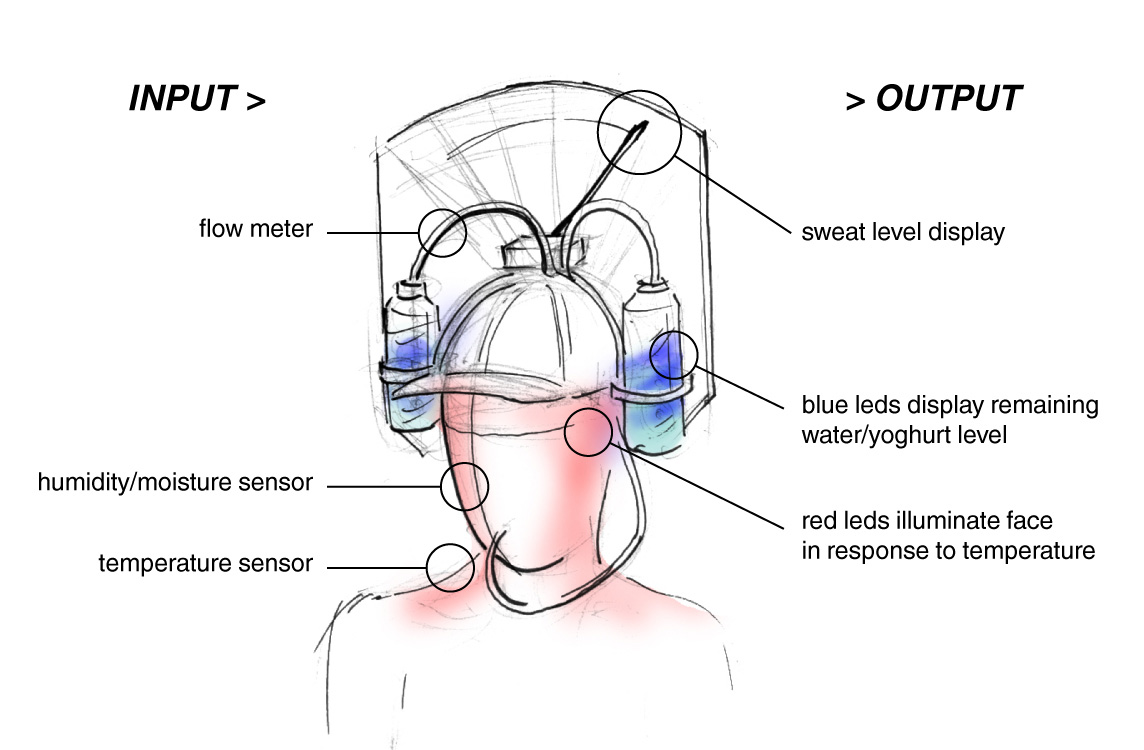 INPUT >
> OUTPUT
flow meter
sweat level display
blue leds display remaining
water/yoghurt level
humidity/moisture sensor
red leds illuminate face
in response to temperature
temperature sensor